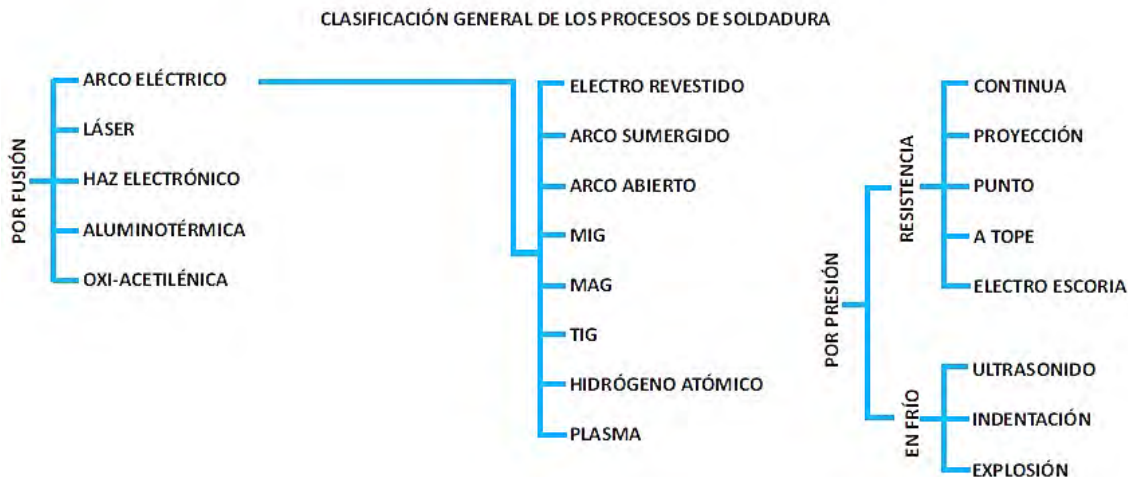 CLASIFICACIÓN GENERAL DE LOS PROCESOS DE SOLDADURA
POR FUSIÓN
ARCO ELÉCTRICO
LÁSER
HAZ ELECTRÓNICO
ALUMINOTÉRMICA
OXI-ACETILÉNICA
ELECTRO REVESTIDO
ARCO SUMERGIDO
ARCO ABIERTO
MIG
MAG
TIG
HIDRÓGENO ATÓMICO
PLASMA
POR PRESIÓN
RESISTENCIA
CONTINUA
PROYECCIÓN
PUNTO
A TOPE
ELECTRO ESCORIA
EN FRÍO
ULTRASONIDO
INDENTACIÓN
EXPLOSIÓN